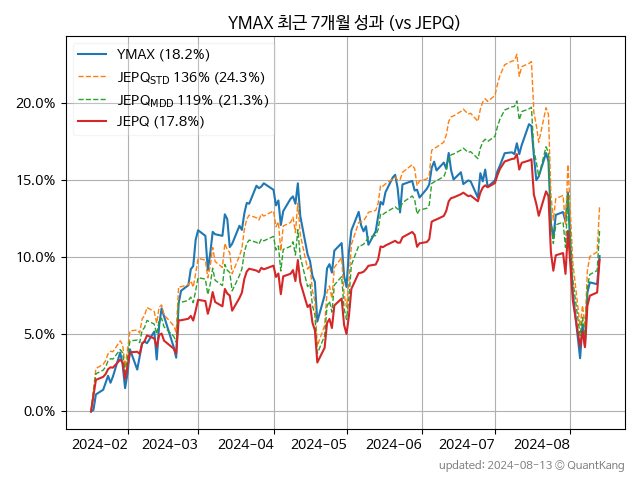 YMAX 최근 7개월 성과 (vs JEPQ)
YMAX (18.2%)
JEPQSTD 136% (24.3%)
JEPQMDD 119% (21.3%)
JEPQ (17.8%)
20.0%
15.0%
10.0%
5.0%
0.0%
2024-02 2024-03 2024-04 2024-05 2024-06 2024-07 2024-08
updated: 2024-08-13 © QuantKang